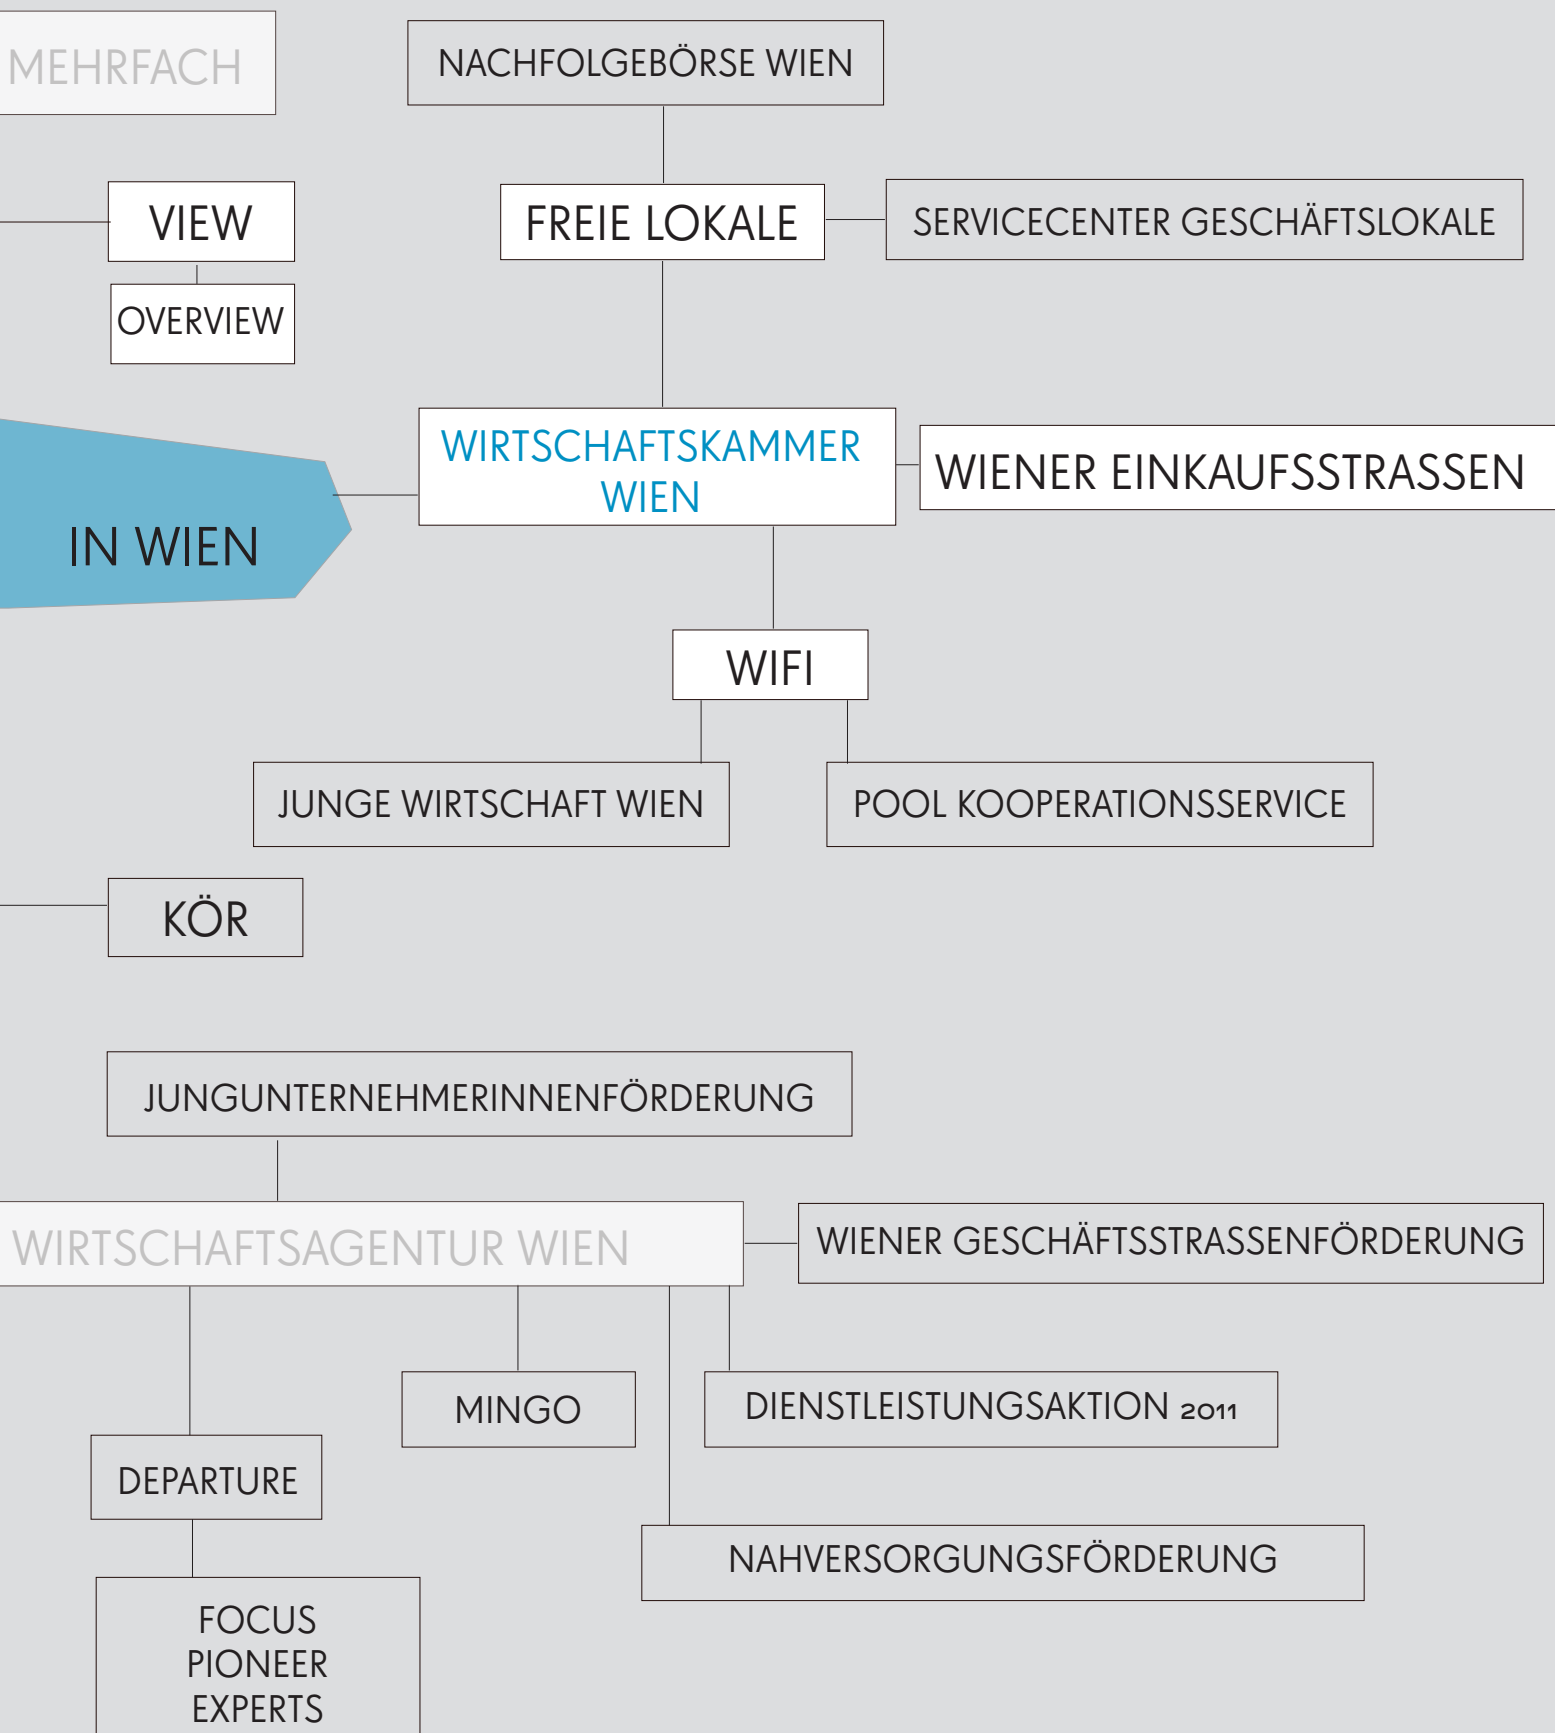 MEHRFACH
NACHFOLGEBÖRSE WIEN
VIEW
FREIE LOKALE
SERVICECENTER GESCHÄFTSLOKALE
OVERVIEW
WIRTSCHAFTSKAMMER
WIEN
WIENER EINKAUFSSTRASSEN
IN WIEN
WIFI
JUNGE WIRTSCHAFT WIEN
POOL KOOPERATIONSSERVICE
KÖR
JUNGUNTERNEHMERINNENFÖRDERUNG
WIRTSCHAFTSAGENTUR WIEN
WIENER GESCHÄFTSSTRASSENFÖRDERUNG
MINGO
DIENSTLEISTUNGSAKTION 2011
DEPARTURE
NAHVERSORGUNGSFÖRDERUNG
FOCUS
PIONEER
EXPERTS